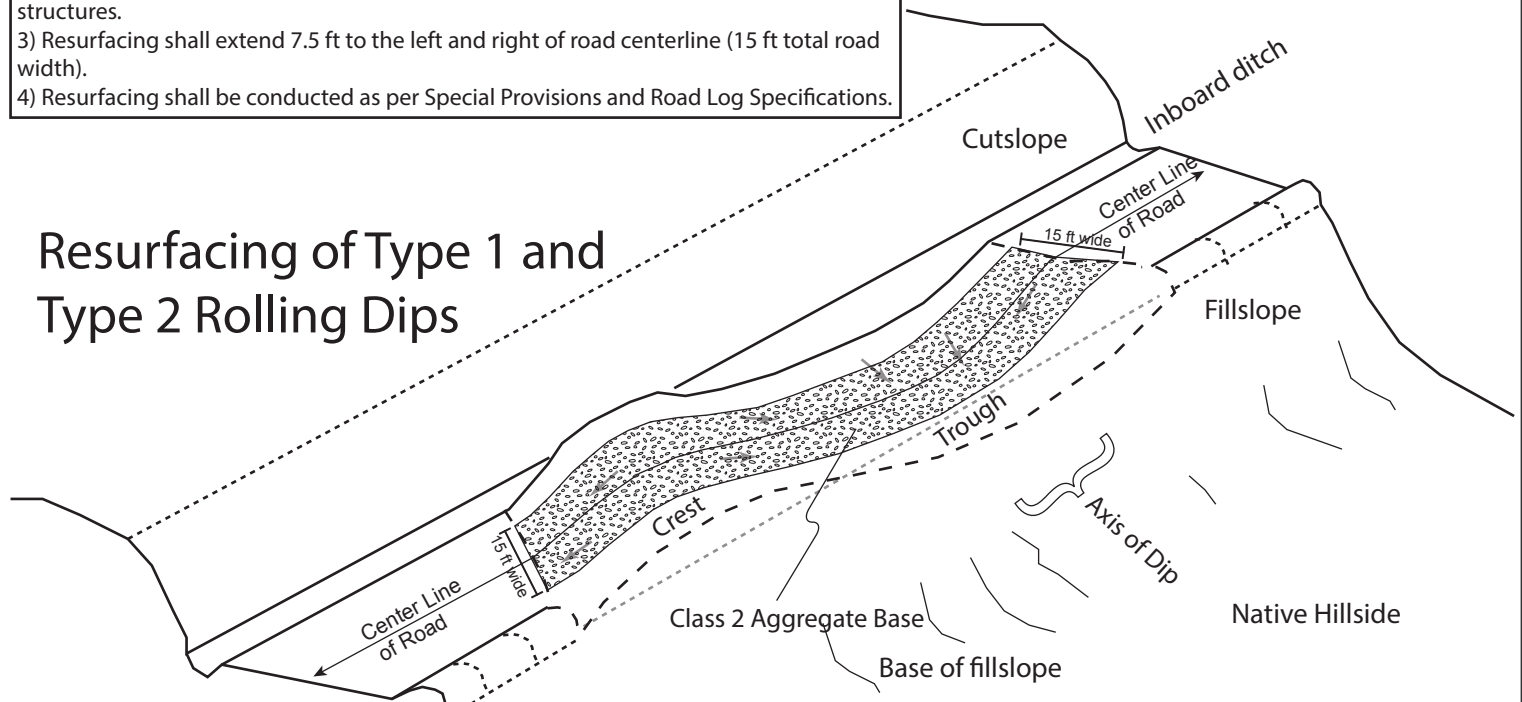 structures.
3) Resurfacing shall extend 7.5 ft to the left and right of road centerline (15 ft total road
width).
4) Resurfacing shall be conducted as per Special Provisions and Road Log Specifications.
Inboard ditch
Cutslope
Center Line
of Road
15 ft wide
Resurfacing of Type 1 and
Type 2 Rolling Dips
Fillslope
Trough
Crest
Axis of Dip
15 ft wide
Center Line
of Road
Class 2 Aggregate Base
Native Hillside
Base of fillslope